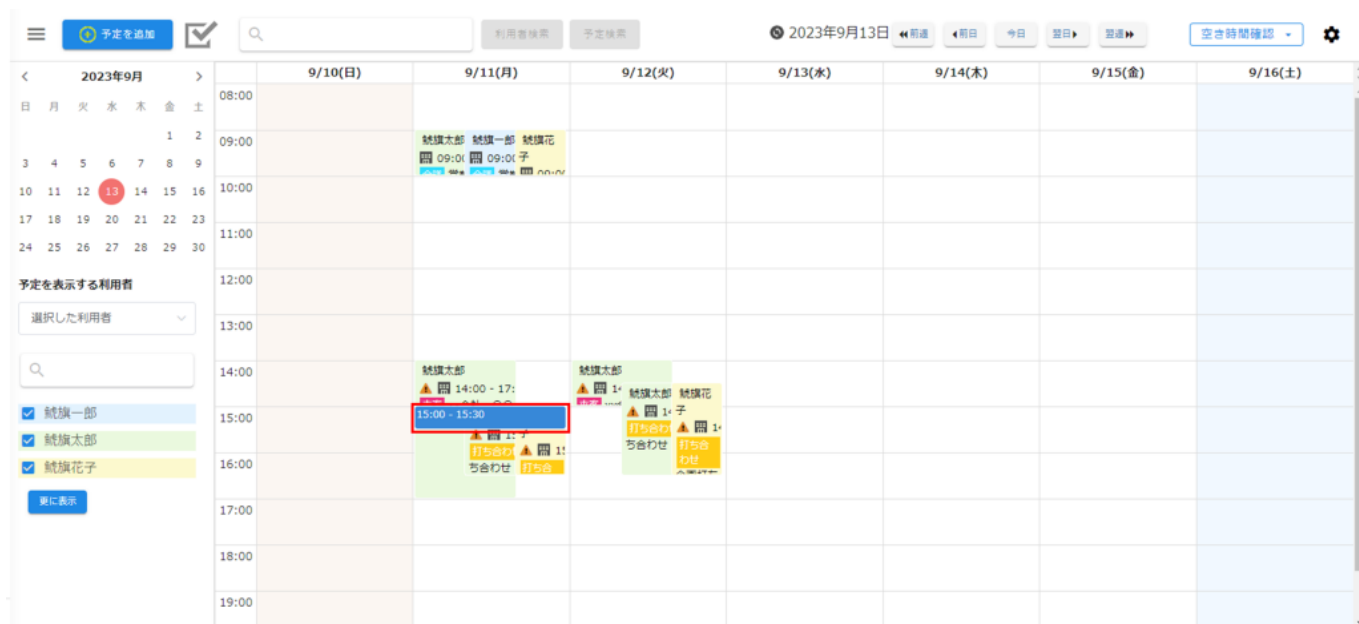 予定を追加
利用者検索
予定検索
2023年9月13日
前週
前日
今日
翌日
翌週
空き時間確認
2023年9月
日 月 火 水 木 金 土
1 2
3 4 5 6 7 8 9
10 11 12 13 14 15 16
17 18 19 20 21 22 23
24 25 26 27 28 29 30
予定を表示する利用者
選択した利用者
鯱旗一郎
鯱旗太郎
鯱旗花子
更に表示
9/10(日) 9/11(月) 9/12(火) 9/13(水) 9/14(木) 9/15(金) 9/16(土)
08:00
09:00
鯱旗太郎 鯱旗一郎 鯱旗花
子
10:00
11:00
12:00
13:00
14:00
鯱旗太郎
14:00 - 17:
鯱旗太郎
鯱旗太郎 鯱旗花
子
打ち合わ
ち合わせ
打ち合
わせ
15:00
15:00 - 15:30
打ち合わ
ち合わせ
打ち合
16:00
17:00
18:00
19:00